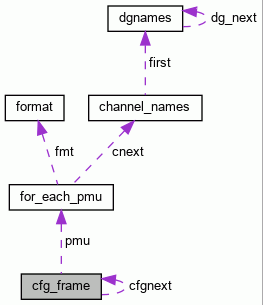 dgnames
dg_next
first
format
channel_names
fmt
cnext
for_each_pmu
pmu
cfg_frame
cfgnext